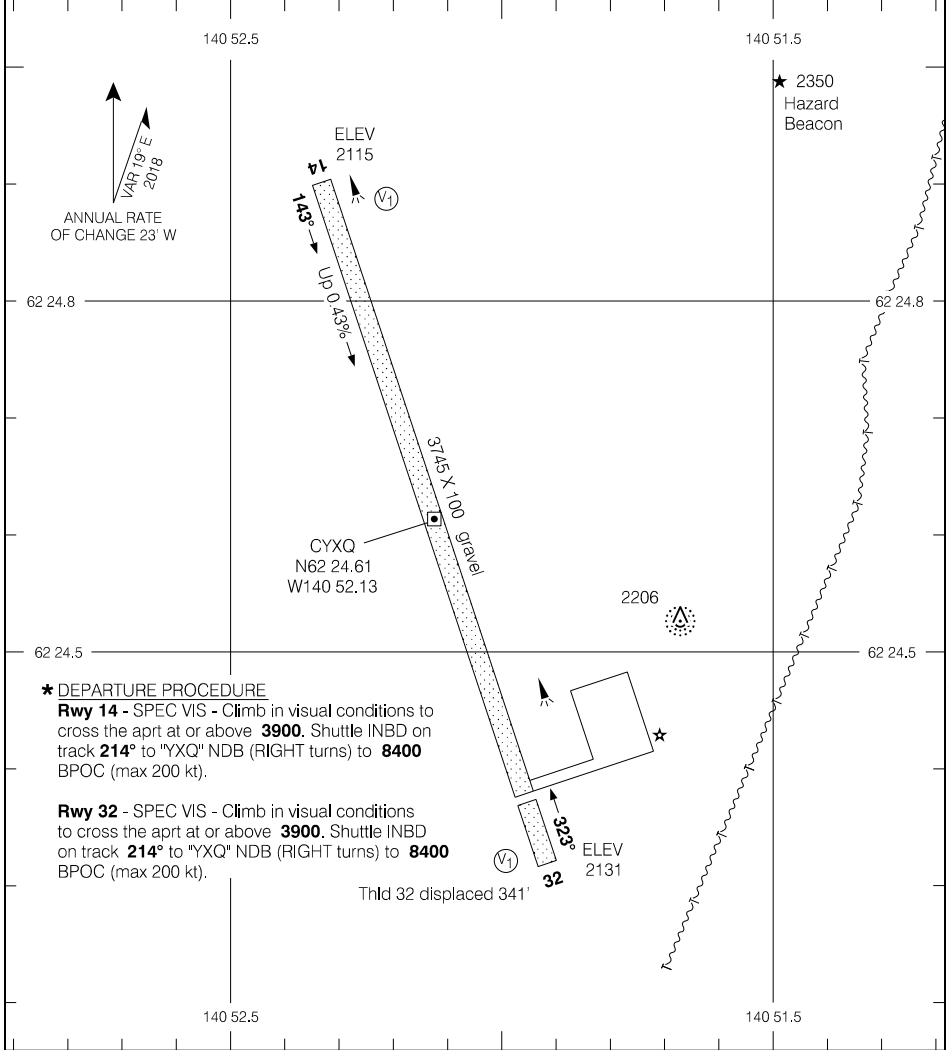 140 52.5
140 51.5
2350
Hazard
Beacon
VAR 19° E
2018
ANNUAL RATE
OF CHANGE 23' W
ELEV
2115
14
V1
143°
Up 0.43%
62 24.8
62 24.8
3745 X 100 gravel
CYXQ
N62 24.61
W140 52.13
2206
62 24.5
62 24.5
* DEPARTURE PROCEDURE
Rwy 14 - SPEC VIS - Climb in visual conditions to
cross the aprt at or above 3900. Shuttle INBD on
track 214° to "YXQ" NDB (RIGHT turns) to 8400
BPOC (max 200 kt).
Rwy 32 - SPEC VIS - Climb in visual conditions
to cross the aprt at or above 3900. Shuttle INBD
on track 214° to "YXQ" NDB (RIGHT turns) to 8400
BPOC (max 200 kt).
323°
ELEV
2131
V1
32
Thld 32 displaced 341'
140 52.5
140 51.5